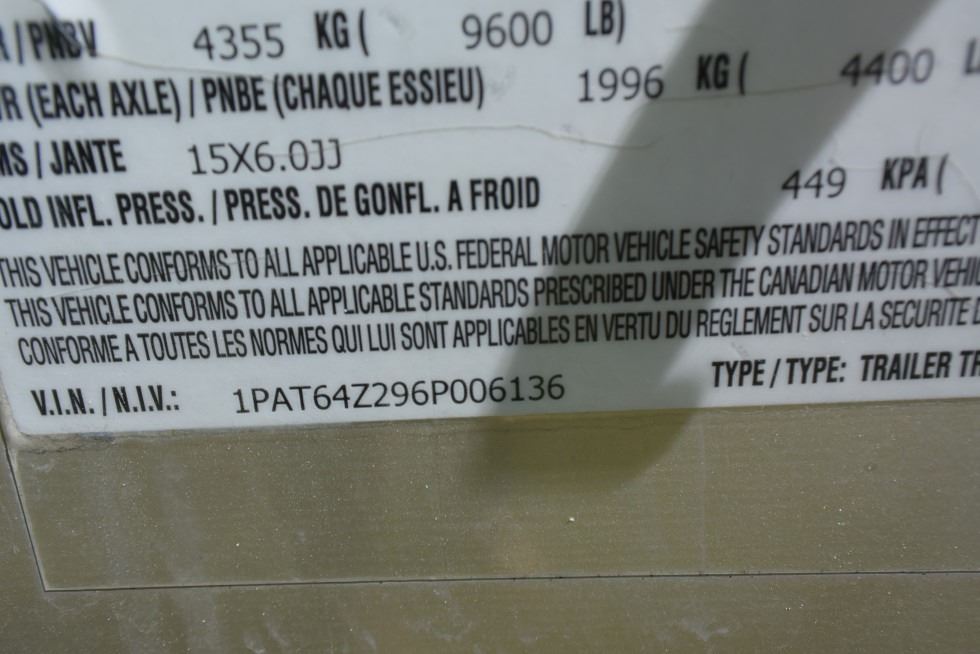 / PNBV 4355 KG ( 9600 LB)
(EACH AXLE) / PNBE (CHAQUE ESSIEU) 1996 KG ( 4400
/ JANTE 15X6.0JJ
INFL. PRESS. / PRESS. DE GONFL. A FROID 449 KPA (
THIS VEHICLE CONFORMS TO ALL APPLICABLE U.S. FEDERAL MOTOR VEHICLE SAFETY STANDARDS IN EFFECT
THIS VEHICLE CONFORMS TO ALL APPLICABLE STANDARDS PRESCRIBED UNDER THE CANADIAN MOTOR
CONFORME A TOUTES LES NORMES QUI LUI SONT APPLICABLES EN VERTU DU REGLEMENT SUR LA SECURITE
V.I.N. / N.I.V.: 1PAT64Z296P006136 TYPE / TYPE: TRAILER